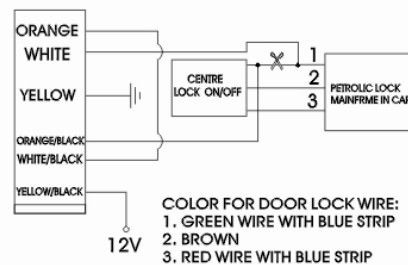 ORANGE
WHITE
YELLOW
ORANGE/BLACK
WHITE/BLACK
YELLOW/BLACK
12V
CENTRE
LOCK ON/OFF
1
2
3
PETROLIC LOCK
MAINFRME IN CAR
COLOR FOR DOOR LOCK WIRE:
1. GREEN WIRE WITH BLUE STRIP
2. BROWN
3. RED WIRE WITH BLUE STRIP